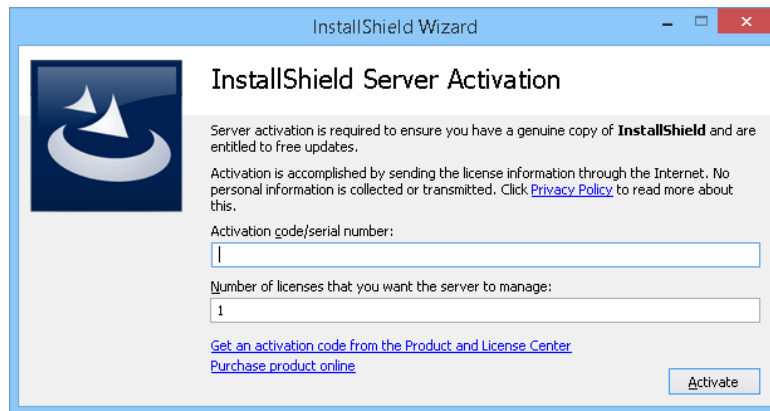 InstallShield Wizard
InstallShield Server Activation
Server activation is required to ensure you have a genuine copy of InstallShield and are
entitled to free updates.
Activation is accomplished by sending the license information through the Internet. No
personal information is collected or transmitted. Click Privacy Policy to read more about
this.
Activation code/serial number:
Number of licenses that you want the server to manage:
1
Get an activation code from the Product and License Center
Purchase product online
Activate